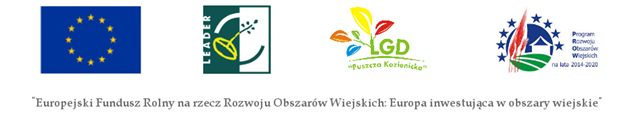 LEADER
LGD
"Puszcza Kozienicka"
Program
Rozwoju
Obszarów
Wiejskich
na lata 2014-2020
"Europejski Fundusz Rolny na rzecz Rozwoju Obszarów Wiejskich: Europa inwestująca w obszary wiejskie"